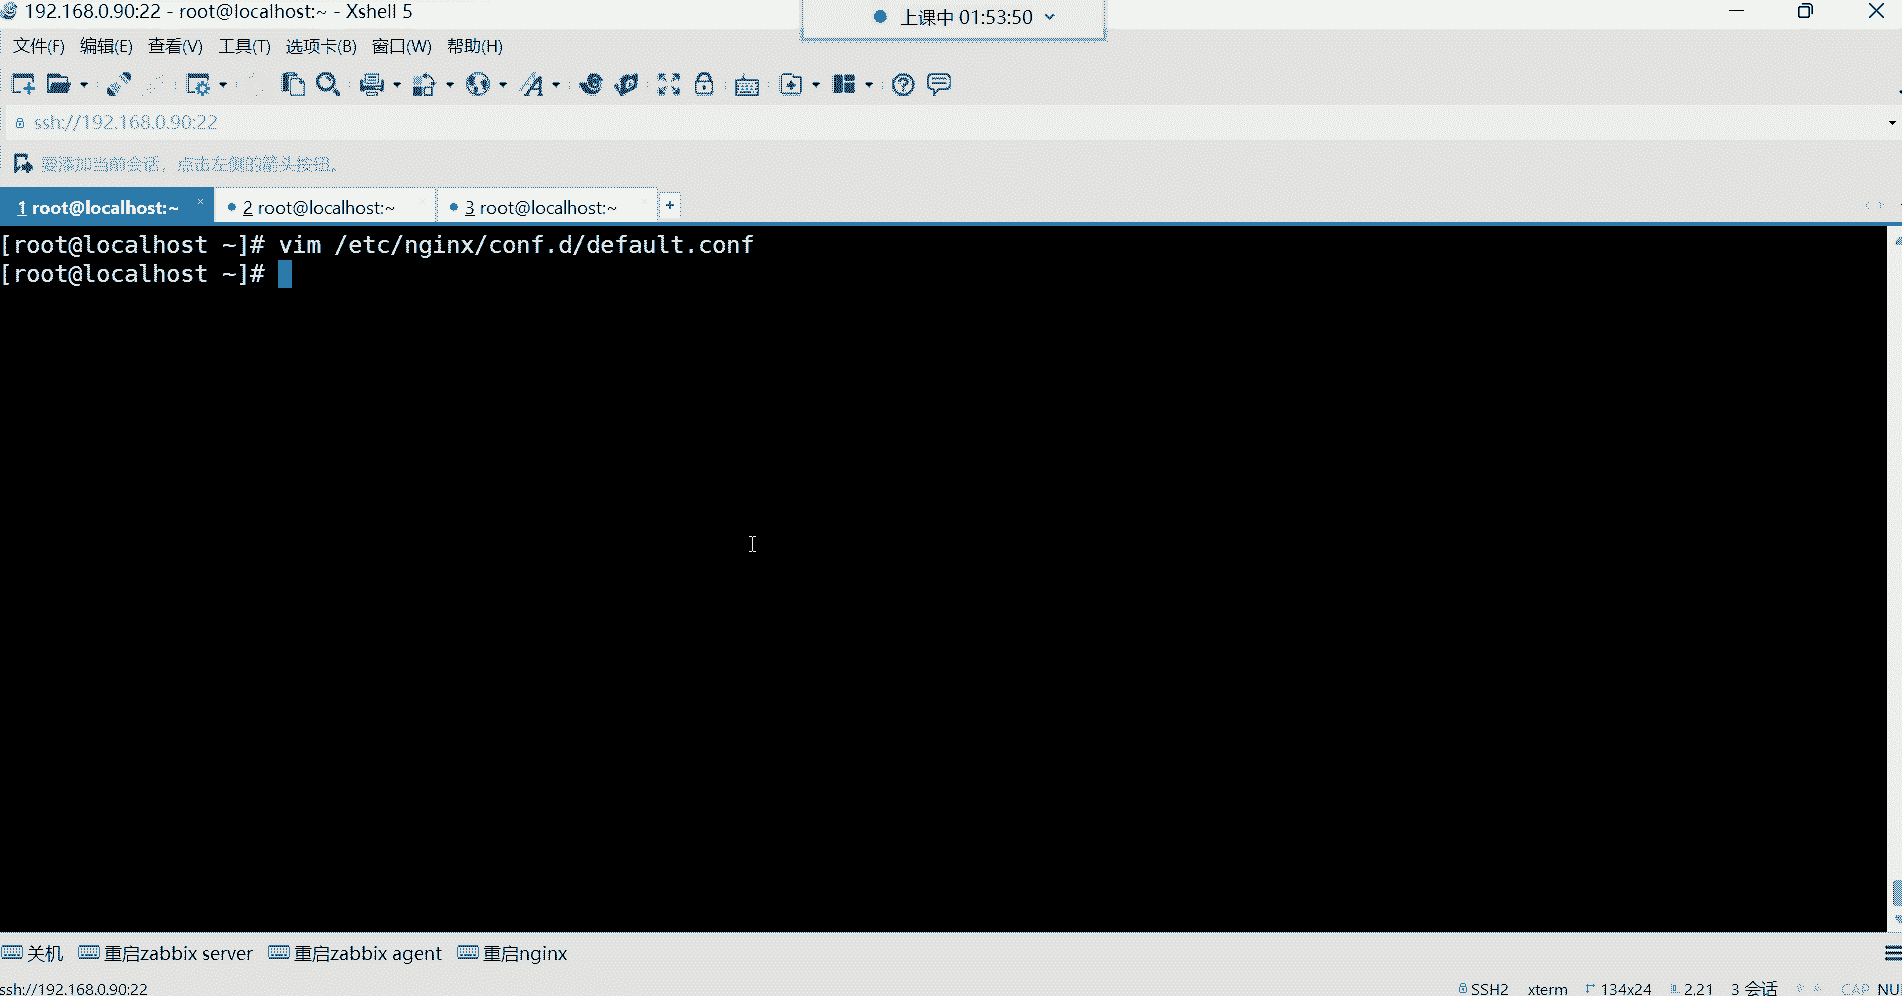 192.168.0.90:22 - root@localhost:~ - Xshell 5
上课中 01:53:50
文件(F) 编辑(E) 查看(V) 工具(T) 选项卡(B) 窗口(W) 帮助(H)
ssh://192.168.0.90:22
要添加当前会话，点击左侧的箭头按钮。
1 root@localhost:~ × 2 root@localhost:~ 3 root@localhost:~ +
[root@localhost ~]# vim /etc/nginx/conf.d/default.conf
[root@localhost ~]#
关机 重启zabbix server 重启zabbix agent 重启nginx
ssh://192.168.0.90:22 SSH2 xterm 134x24 2,21 3 会话 CAP NU